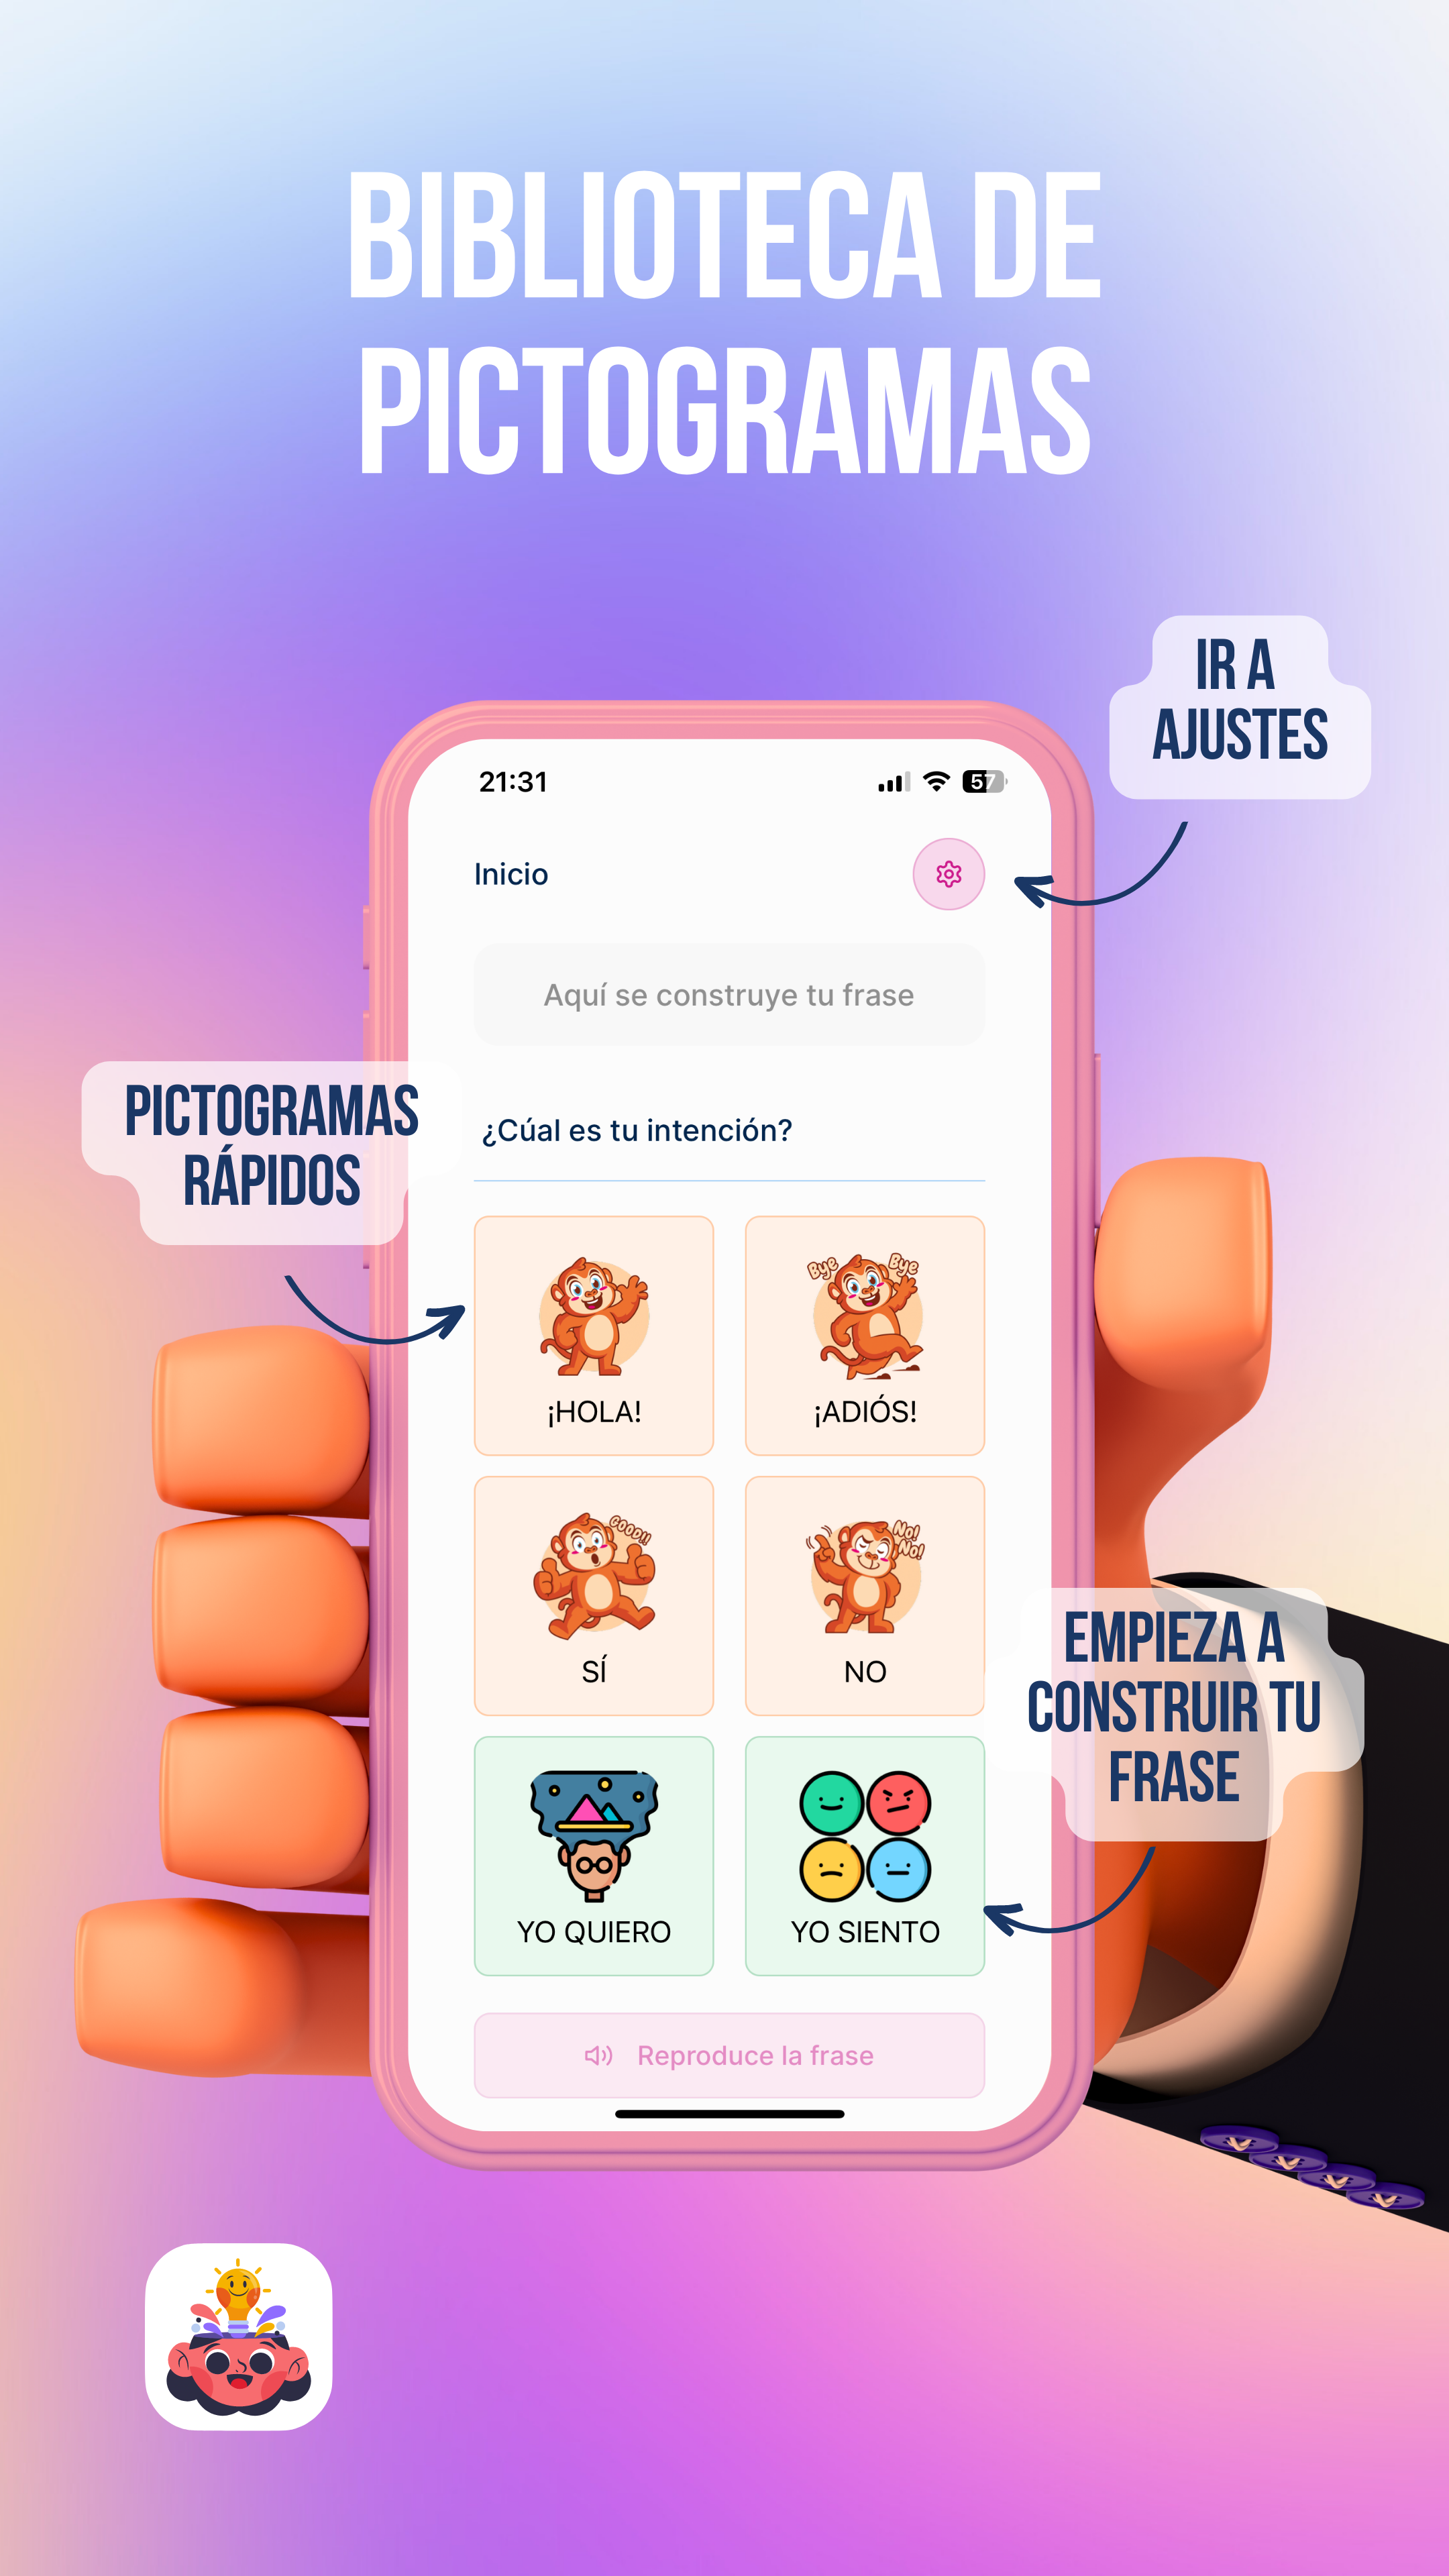 BIBLIOTECA DE
PICTOGRAMAS
IR A
AJUSTES
21:31
57
Inicio
Aquí se construye tu frase
PICTOGRAMAS
RÁPIDOS
¿Cúal es tu intención?
Bye Bye
¡HOLA!
¡ADIÓS!
GOOD!!
No!
No!
SÍ
NO
EMPIEZA A
CONSTRUIR TU
FRASE
YO QUIERO
YO SIENTO
Reproduce la frase